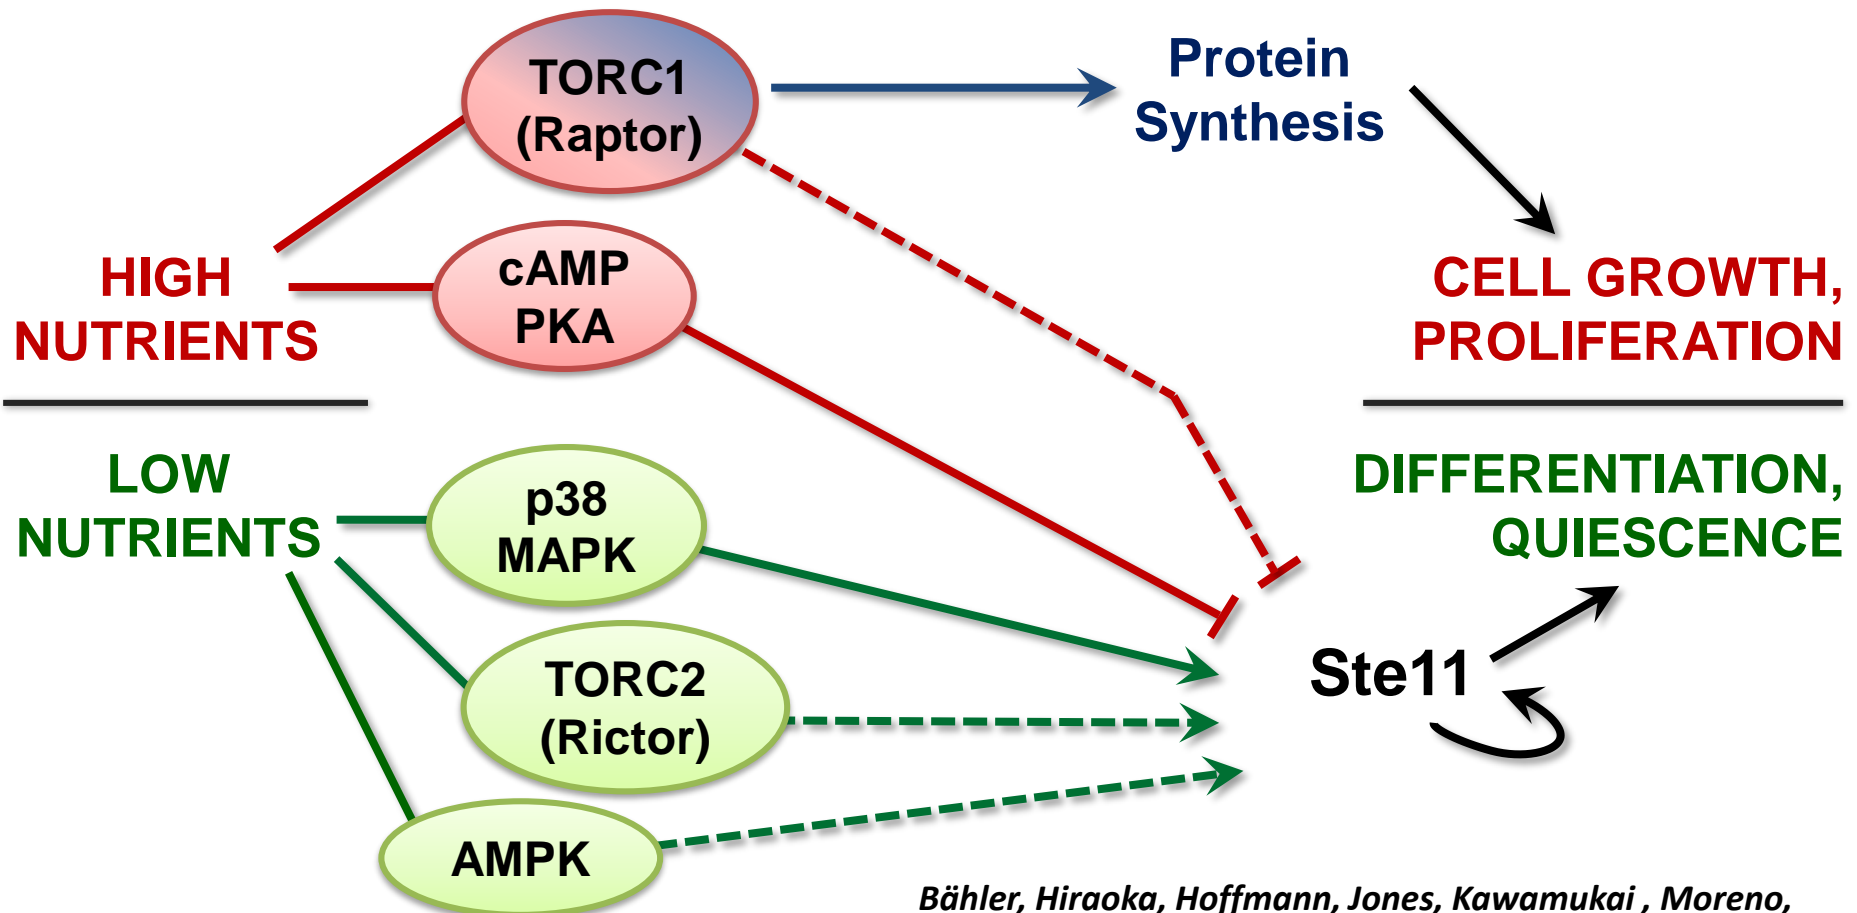 TORC1
(Raptor)
Protein
Synthesis
HIGH
NUTRIENTS
cAMP
PKA
CELL GROWTH,
PROLIFERATION
LOW
NUTRIENTS
p38
MAPK
DIFFERENTIATION,
QUIESCENCE
TORC2
(Rictor)
Ste11
AMPK
Bähler, Hiraoka, Hoffmann, Jones, Kawamukai , Moreno,